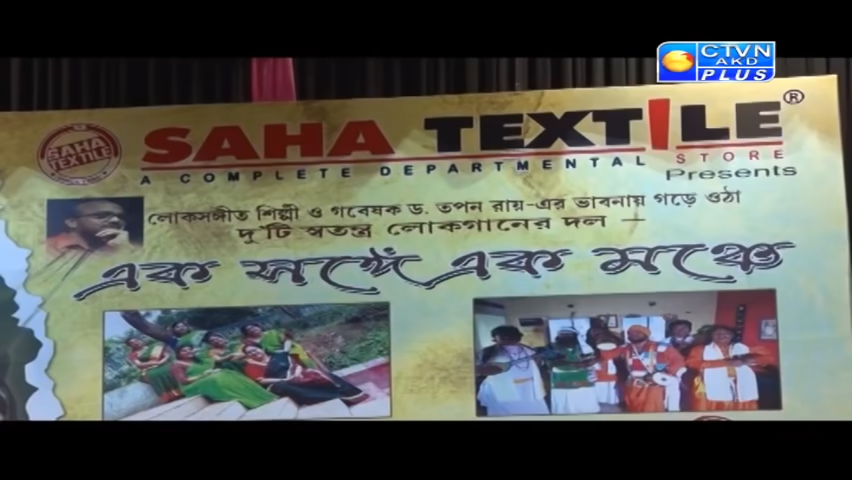 CTVN
AKD
PLUS
SAHA
TEXTILE
SAHA TEXTILE®
A COMPLETE DEPARTMENTAL STORE
Presents
লোকসঙ্গীত শিল্পী ও গবেষক ড. তপন রায়-এর ভাবনায় গড়ে ওঠা
দু'টি স্বতন্ত্র লোকগানের দল —
এক সঙ্গে এক মঞ্চে